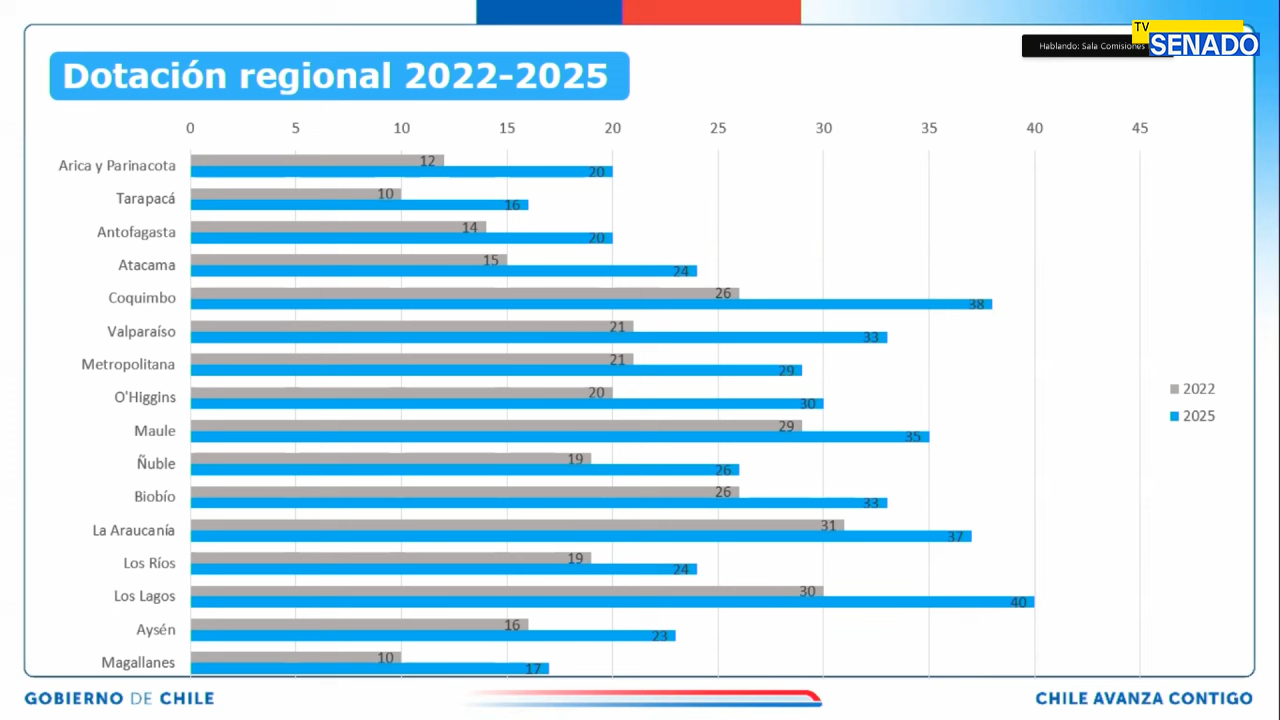 TV
Hablando: Sala Comisiones
SENADO
Dotación regional 2022-2025
0 5 10 15 20 25 30 35 40 45
Arica y Parinacota 12 20
Tarapacá 10 16
Antofagasta 14 20
Atacama 15 24
Coquimbo 26 38
Valparaíso 21 33
Metropolitana 21 29
O'Higgins 20 30
Maule 29 35
Ñuble 19 26
Biobío 26 33
La Araucanía 31 37
Los Ríos 19 24
Los Lagos 30 40
Aysén 16 23
Magallanes 10 17
2022
2025
GOBIERNO DE CHILE
CHILE AVANZA CONTIGO